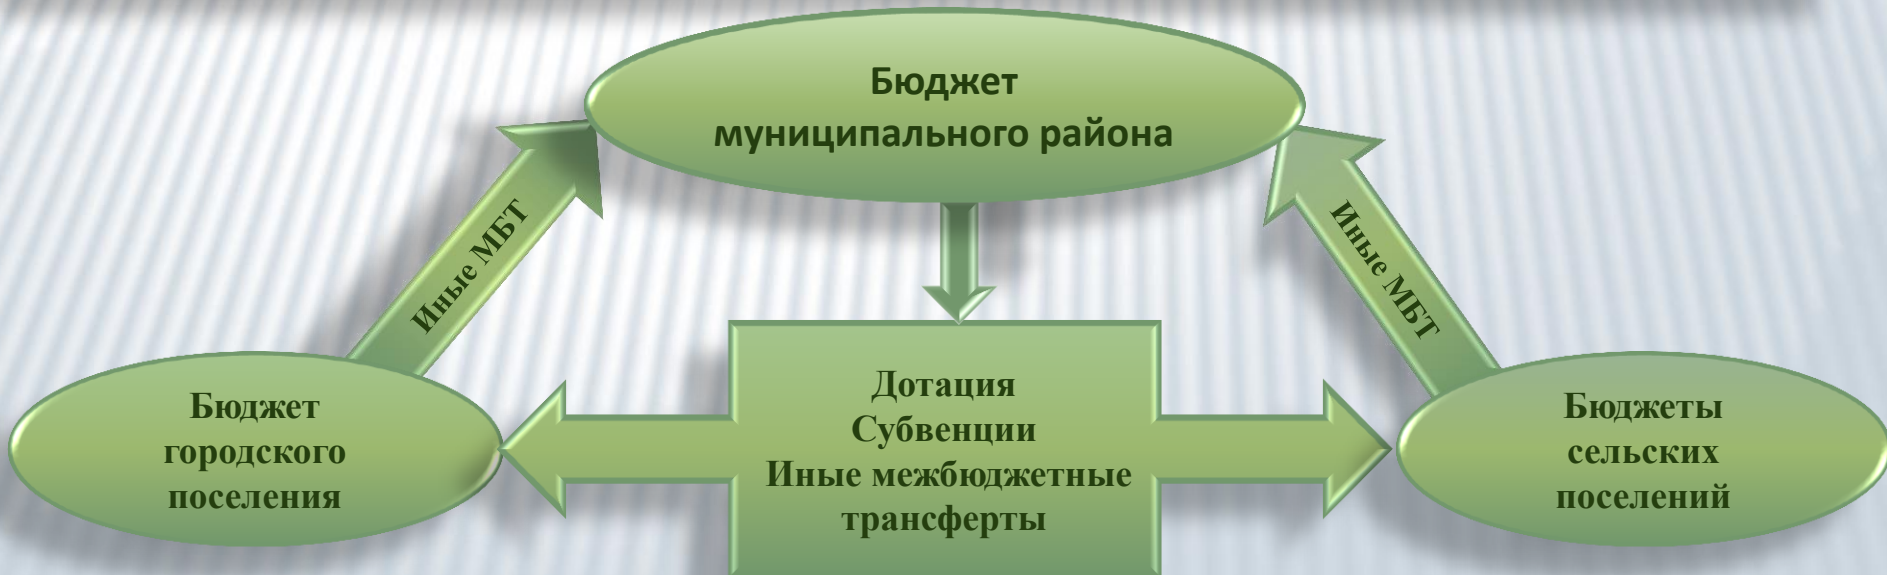 Бюджет
муниципального района
Иные МБТ
Иные МБТ
Бюджет
городского
поселения
Дотация
Субвенции
Иные межбюджетные
трансферты
Бюджеты
сельских
поселений